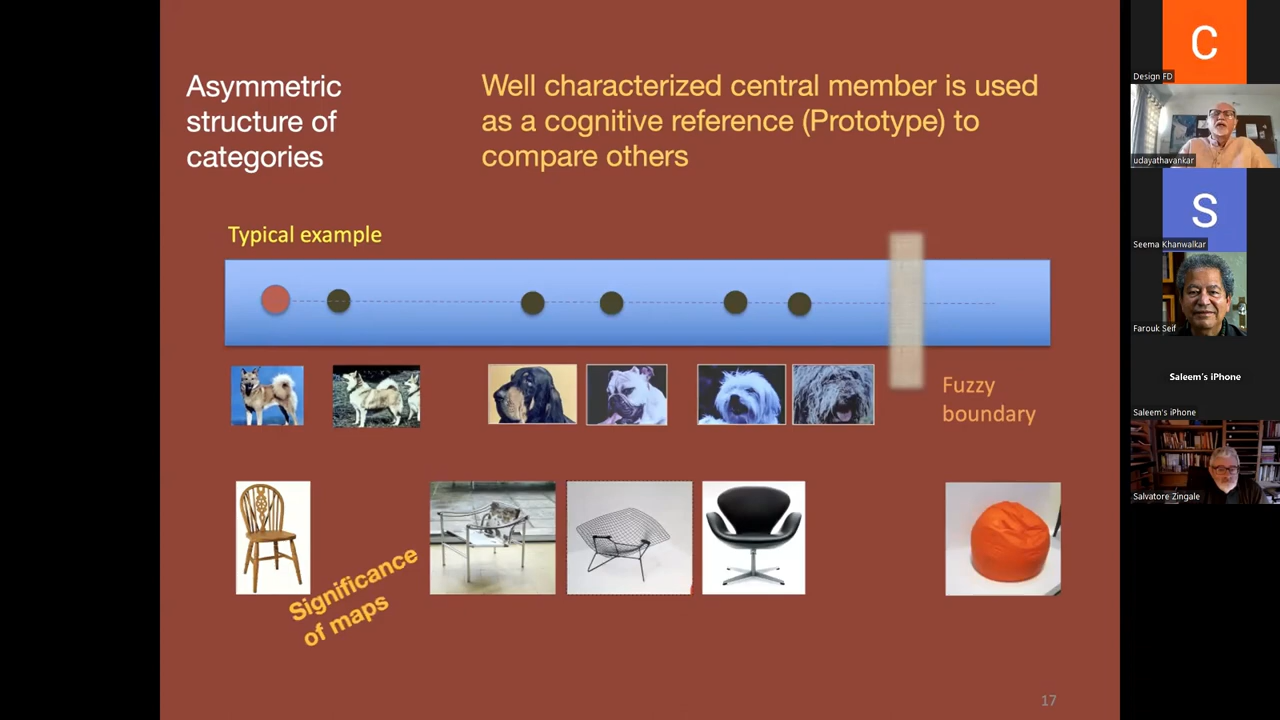 Asymmetric
structure of
categories
Well characterized central member is used
as a cognitive reference (Prototype) to
compare others
Typical example
Fuzzy
boundary
Significance
of maps
17
C
Design FD
udayathavankar
S
Seema Khanwalkar
Farouk Seif
Saleem's iPhone
Saleem's iPhone
Salvatore Zingale